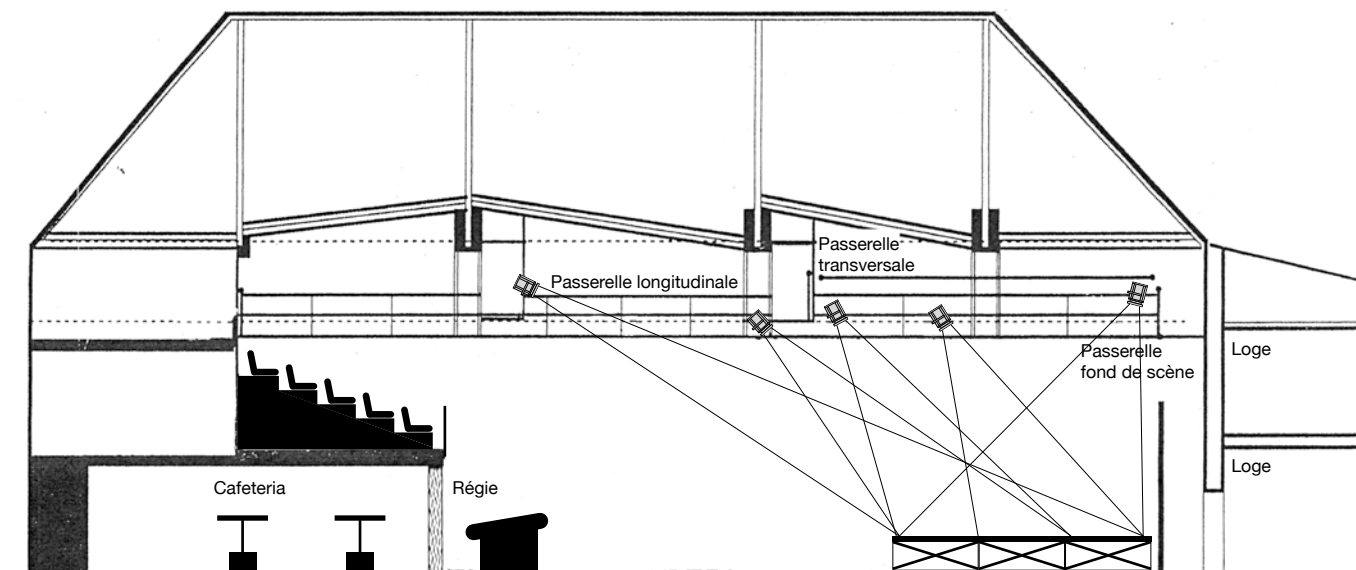 Passerelle
transversale
Passerelle longitudinale
Passerelle
fond de scène
Loge
Loge
Cafeteria
Régie